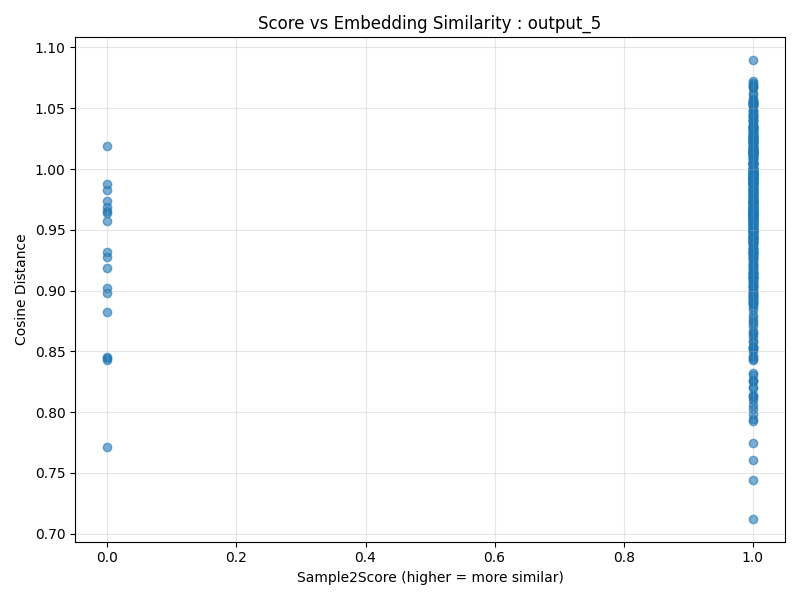 Score vs Embedding Similarity : output_5
Cosine Distance
1.10
1.05
1.00
0.95
0.90
0.85
0.80
0.75
0.70
0.0 0.2 0.4 0.6 0.8 1.0
Sample2Score (higher = more similar)